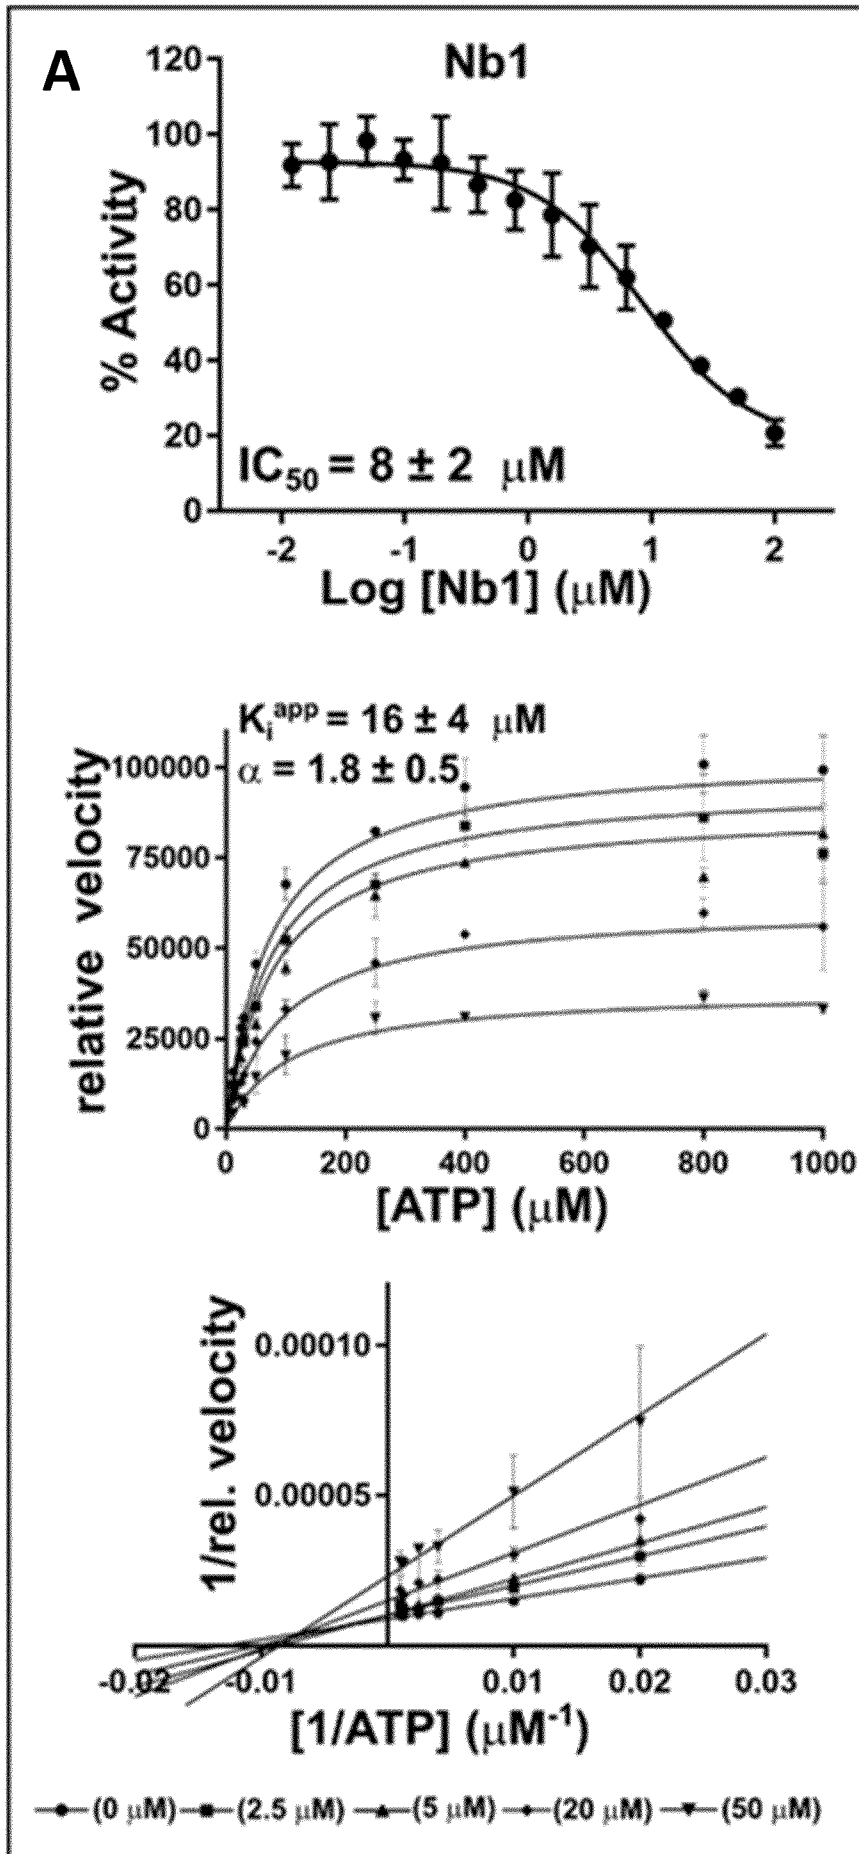 A
Nb1
120
100
80
60
40
20
0
% Activity
IC50 = 8 ± 2 μM
-2 -1 0 1 2
Log [Nb1] (μM)
Kiapp = 16 ± 4 μM
α = 1.8 ± 0.5
100000
75000
50000
25000
0
relative velocity
0 200 400 600 800 1000
[ATP] (μM)
0.00010
0.00005
1/rel. velocity
-0.02 -0.01 0.01 0.02 0.03
[1/ATP] (μM-1)
(0 μM) (2.5 μM) (5 μM) (20 μM) (50 μM)